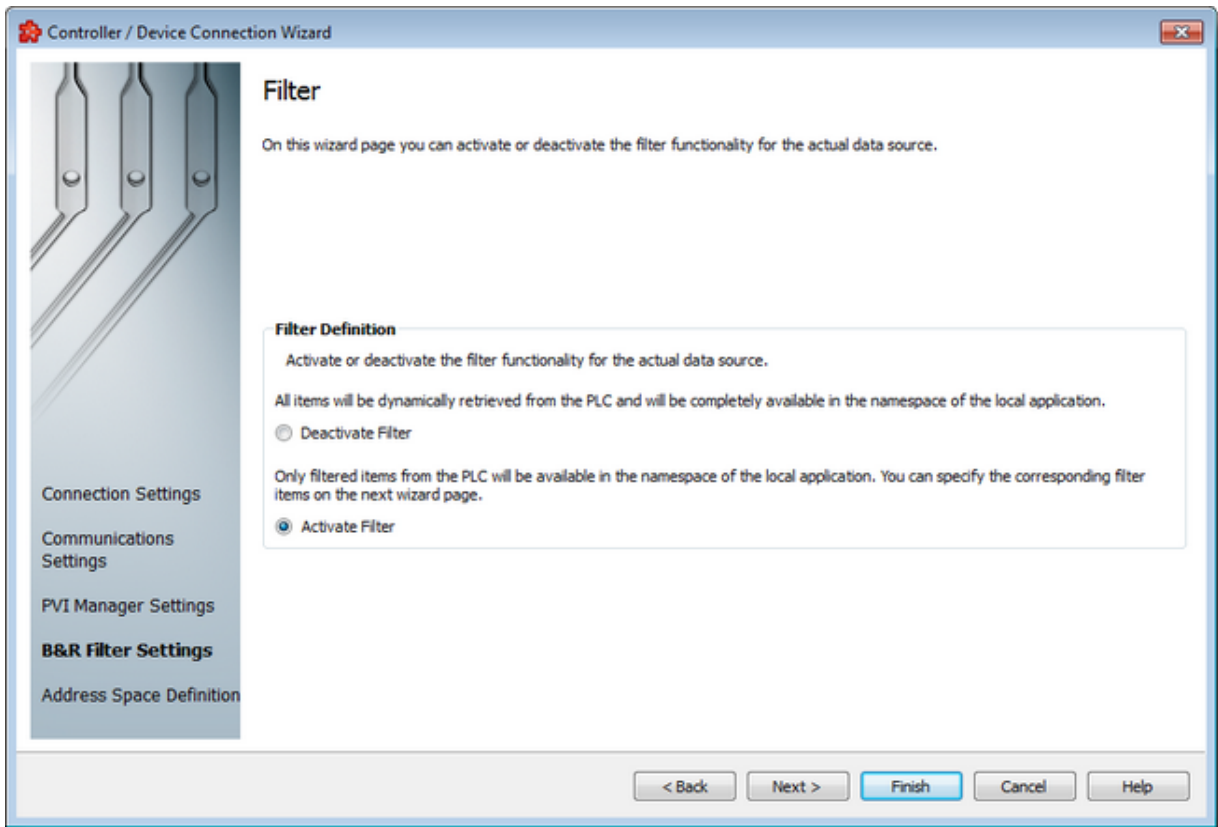 Controller / Device Connection Wizard
Filter
On this wizard page you can activate or deactivate the filter functionality for the actual data source.
Filter Definition
Activate or deactivate the filter functionality for the actual data source.
All items will be dynamically retrieved from the PLC and will be completely available in the namespace of the local application.
Deactivate Filter
Only filtered items from the PLC will be available in the namespace of the local application. You can specify the corresponding filter
items on the next wizard page.
Activate Filter
Connection Settings
Communications
Settings
PVI Manager Settings
B&R Filter Settings
Address Space Definition
< Back
Next >
Finish
Cancel
Help